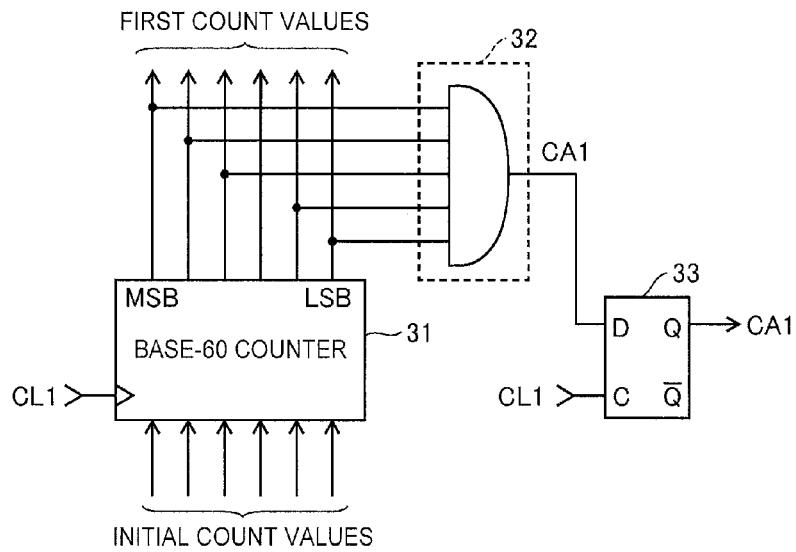 FIRST COUNT VALUES
32
CA1
MSB LSB
33
31
BASE-60 COUNTER
D Q
CA1
CL1
CL1
C Q̅
INITIAL COUNT VALUES